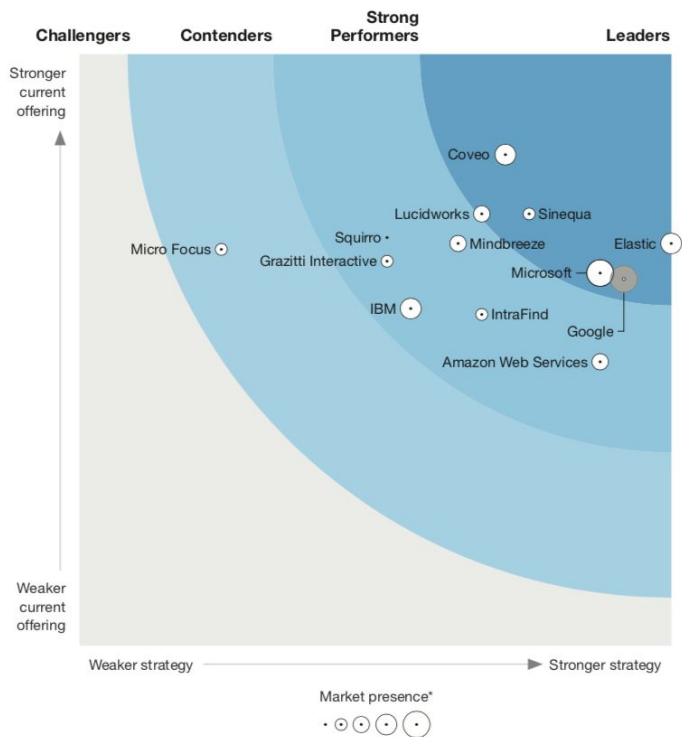 Challengers
Contenders
Strong
Performers
Leaders
Stronger
current
offering
Coveo
Lucidworks
Sinequa
Squirro
Mindbreeze
Elastic
Micro Focus
Grazitti Interactive
Microsoft
IBM
IntraFind
Google
Amazon Web Services
Weaker
current
offering
Weaker strategy
Stronger strategy
Market presence*